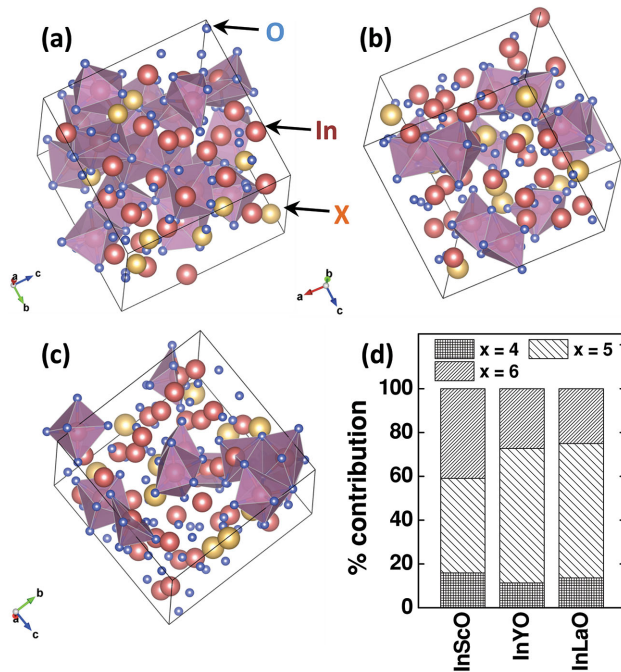 (a)
O
In
X
a
c
b
(b)
b
a
c
(c)
b
a
c
(d)
x = 4
x = 5
x = 6
100
80
60
40
20
0
% contribution
InScO
InYO
InLaO